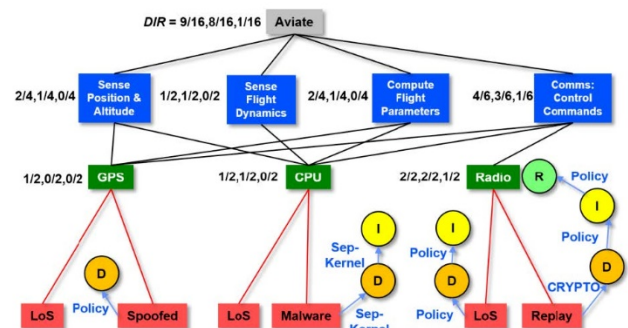 DIR = 9/16,8/16,1/16 Aviate
2/4,1/4,0/4 Sense Position & Altitude
1/2,1/2,0/2 Sense Flight Dynamics
2/4,1/4,0/4 Compute Flight Parameters
4/6,3/6,1/6 Comms: Control Commands
1/2,0/2,0/2 GPS
1/2,1/2,0/2 CPU
2/2,2/2,1/2 Radio
R
Policy
I
Policy
D
CRYPTO
I
Policy
D
Policy
I
Sep-Kernel
D
Sep-Kernel
D
Policy
LoS
Spoofed
LoS
Malware
LoS
Replay